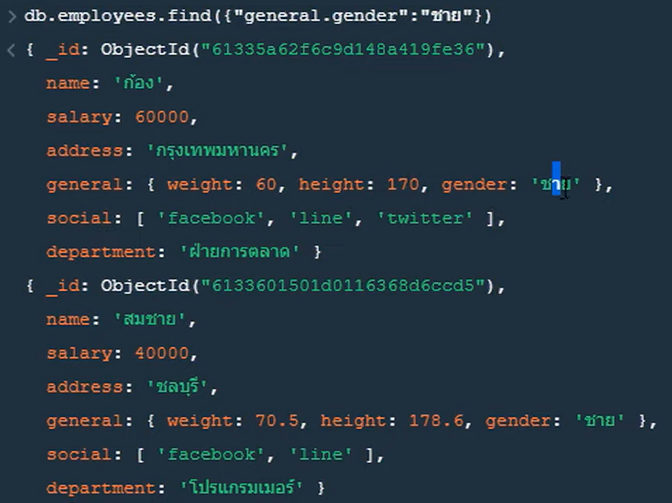 > db.employees.find({"general.gender":"ชาย"})
< { _id: ObjectId("61335a62f6c9d148a419fe36"),
name: 'ก้อง',
salary: 60000,
address: 'กรุงเทพมหานคร',
general: { weight: 60, height: 170, gender: 'ชาย' },
social: [ 'facebook', 'line', 'twitter' ],
department: 'ฝ่ายการตลาด' }
{ _id: ObjectId("6133601501d0116368d6ccd5"),
name: 'สมชาย',
salary: 40000,
address: 'ชลบุรี',
general: { weight: 70.5, height: 178.6, gender: 'ชาย' },
social: [ 'facebook', 'line' ],
department: 'โปรแกรมเมอร์' }